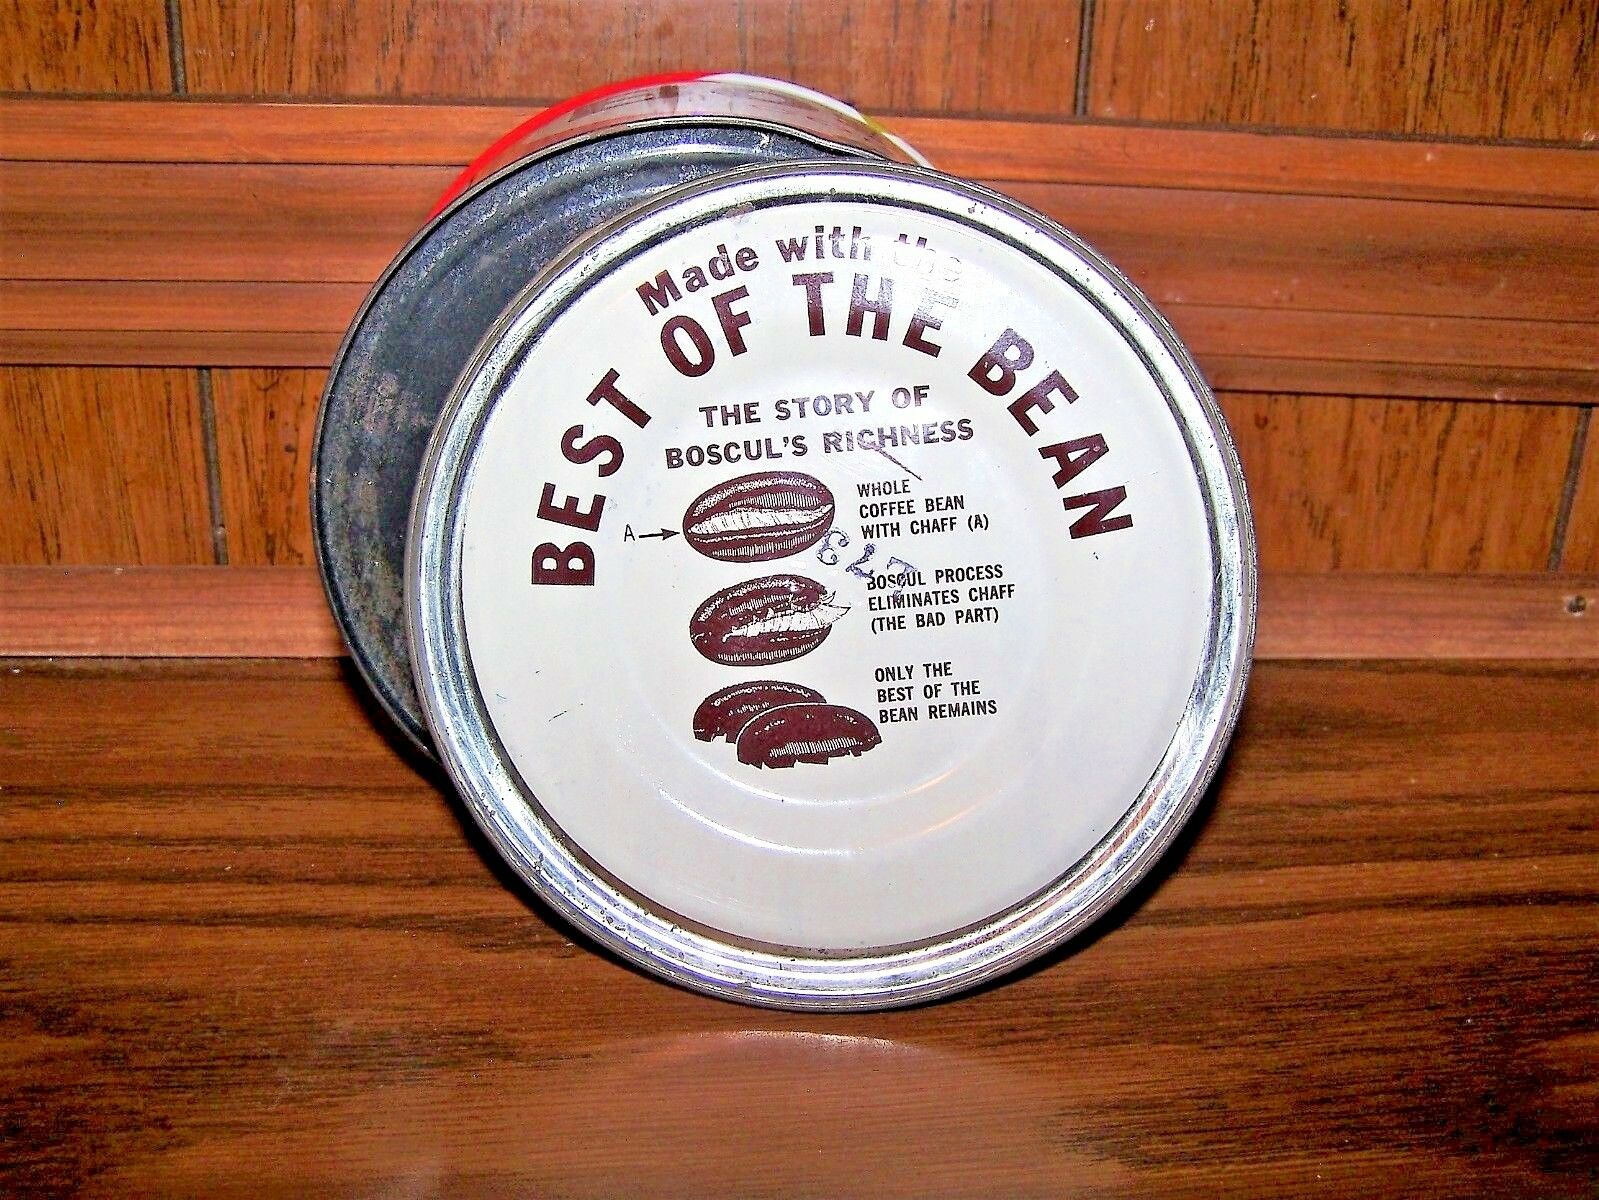 Made with the
BEST OF THE BEAN
THE STORY OF
BOSCUL'S RICHNESS
A
WHOLE
COFFEE BEAN
WITH CHAFF (A)
BOSCUL PROCESS
ELIMINATES CHAFF
(THE BAD PART)
ONLY THE
BEST OF THE
BEAN REMAINS